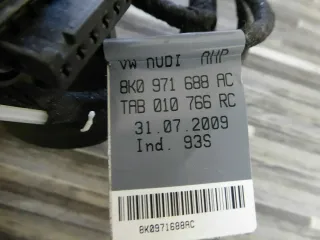 VW AUDI AHP
8K0 971 688 AC
TAB 010 766 RC
31.07.2009
Ind. 93S
8K0971688AC